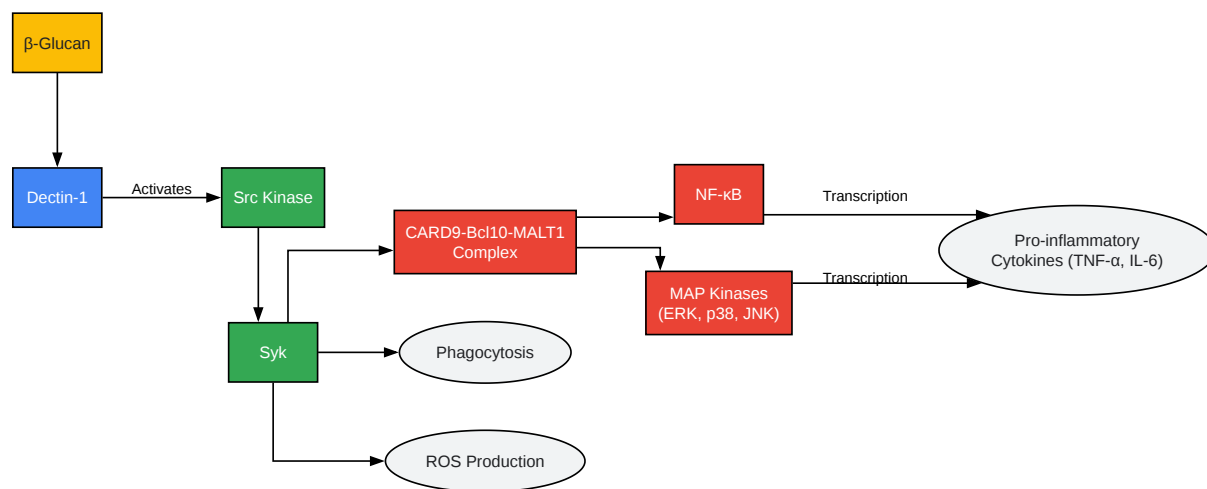 β-Glucan
Dectin-1
Activates
Src Kinase
NF-κB
Transcription
CARD9-Bcl10-MALT1
Complex
Pro-inflammatory
Cytokines (TNF-α, IL-6)
MAP Kinases
(ERK, p38, JNK)
Transcription
Syk
Phagocytosis
ROS Production